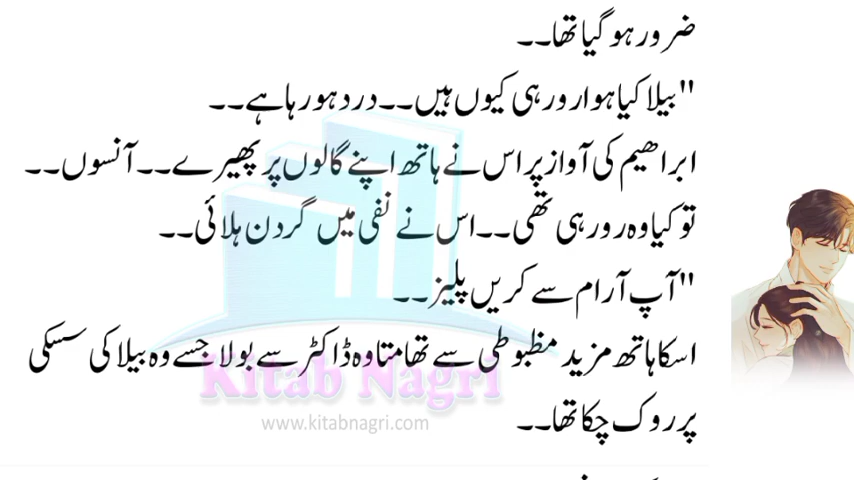 ضرور ہو گیا تھا۔۔
"بیلا کیا ہوا رو رہی کیوں ہیں۔۔ درد ہو رہا ہے۔۔
ابراھیم کی آواز پر اس نے ہاتھ اپنے گالوں پر پھیرے۔۔ آنسوں۔۔
تو کیا وہ رو رہی تھی۔۔ اس نے نفی میں گردن ہلائی۔۔
"آپ آرام سے کریں پلیز۔۔
اسکا ہاتھ مزید مظبوطی سے تھامتا وہ ڈاکٹر سے بولا جسے وہ بیلا کی سسکی
پر روک چکا تھا۔۔
Kitab Nagri
www.kitabnagri.com